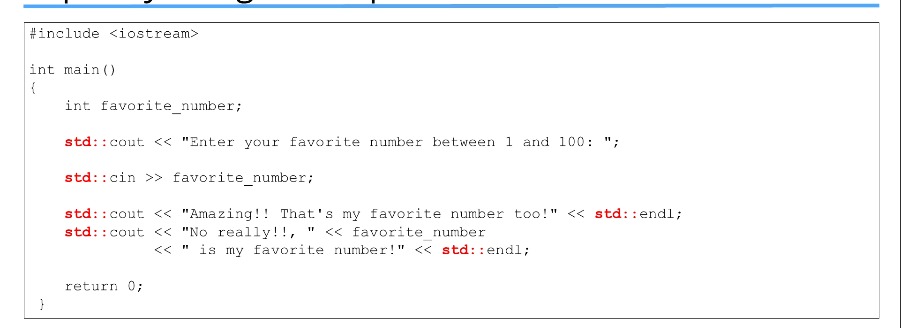 #include <iostream>
int main()
{
    int favorite_number;
    std::cout << "Enter your favorite number between 1 and 100: ";
    std::cin >> favorite_number;
    std::cout << "Amazing!! That's my favorite number too!" << std::endl;
    std::cout << "No really!!, " << favorite_number
              << " is my favorite number!" << std::endl;
    return 0;
}